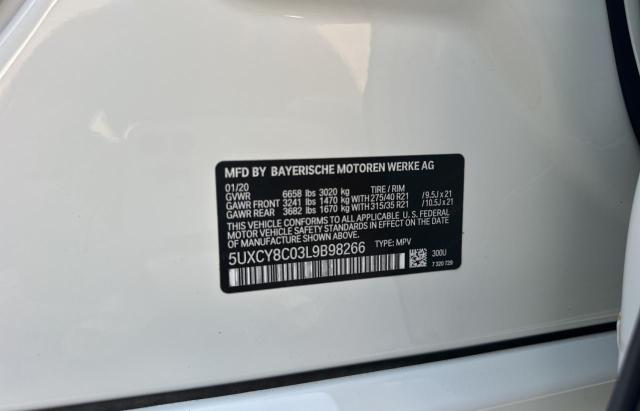 MFD BY BAYERISCHE MOTOREN WERKE AG
01/20
GVWR 6658 lbs 3020 kg TIRE / RIM
GAWR FRONT 3241 lbs 1470 kg WITH 275/40 R21 / 9.5J x 21
GAWR REAR 3682 lbs 1670 kg WITH 315/35 R21 / 10.5J x 21
THIS VEHICLE CONFORMS TO ALL APPLICABLE U. S. FEDERAL
MOTOR VEHICLE SAFETY STANDARDS IN EFFECT ON THE
DATE OF MANUFACTURE SHOWN ABOVE.
5UXCY8C03L9B98266 TYPE: MPV
300U
7 320 729